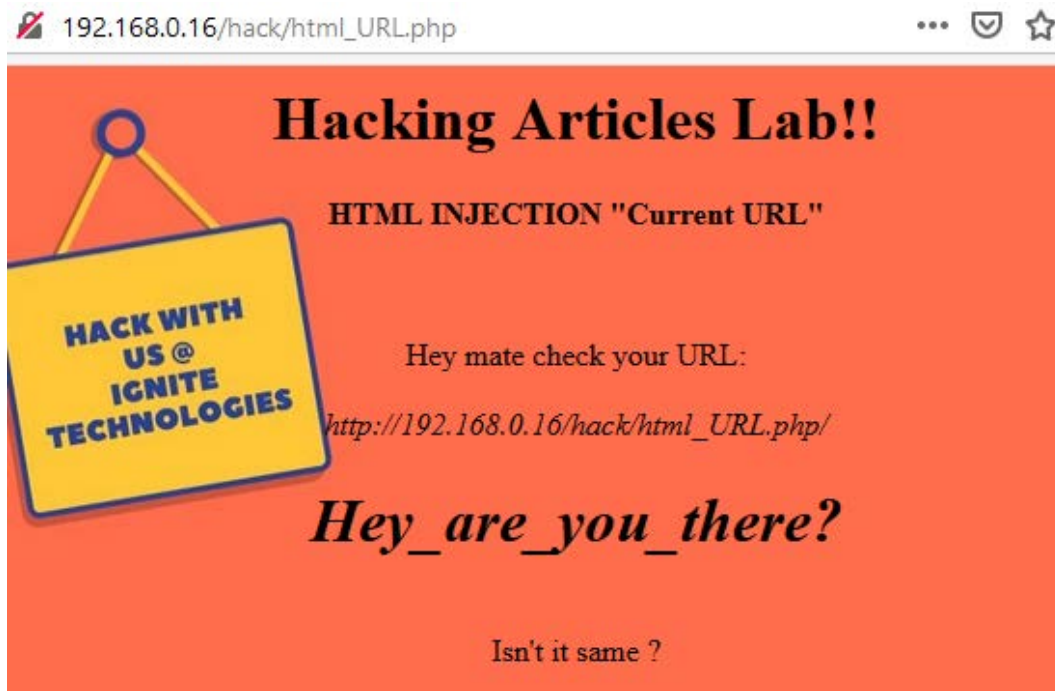 192.168.0.16/hack/html_URL.php
Hacking Articles Lab!!
HTML INJECTION "Current URL"
HACK WITH
US @
IGNITE
TECHNOLOGIES
Hey mate check your URL:
http://192.168.0.16/hack/html_URL.php/
Hey_are_you_there?
Isn't it same ?